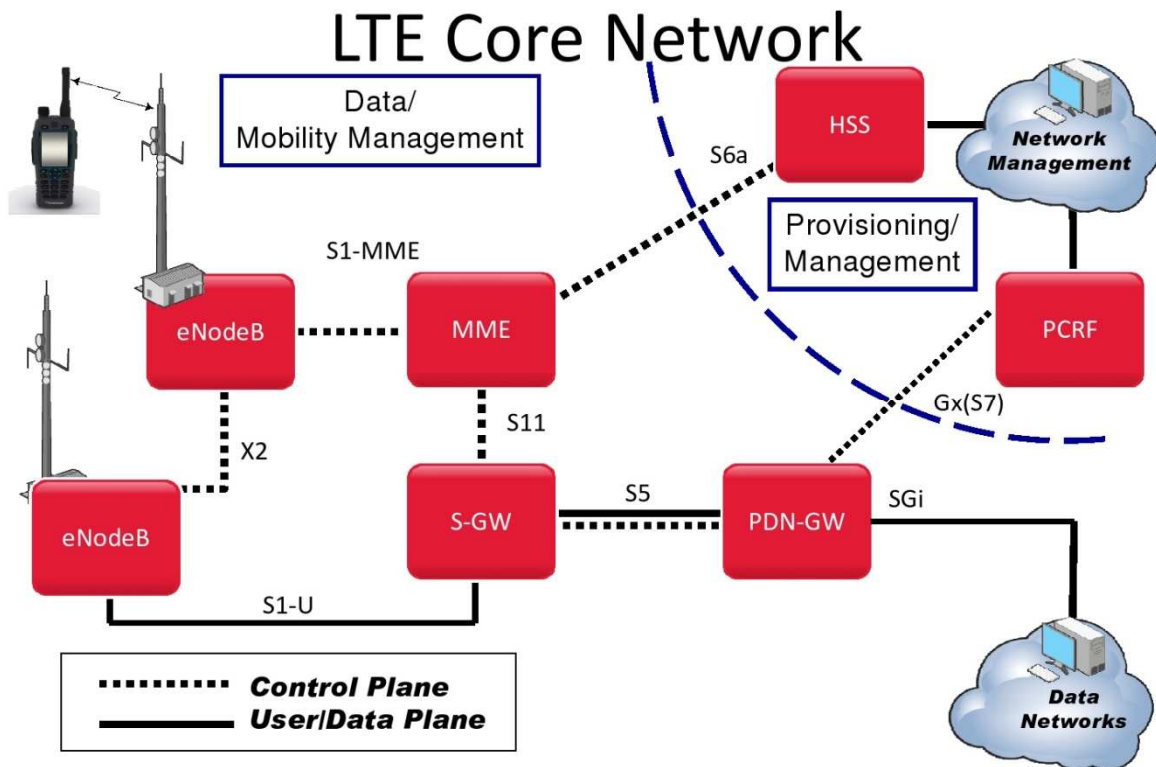 LTE Core Network
Data/
Mobility Management
HSS
Network
Management
S6a
Provisioning/
Management
S1-MME
eNodeB
MME
PCRF
Gx(S7)
S11
X2
S5
SGi
eNodeB
S-GW
PDN-GW
S1-U
Control Plane
User/Data Plane
Data
Networks